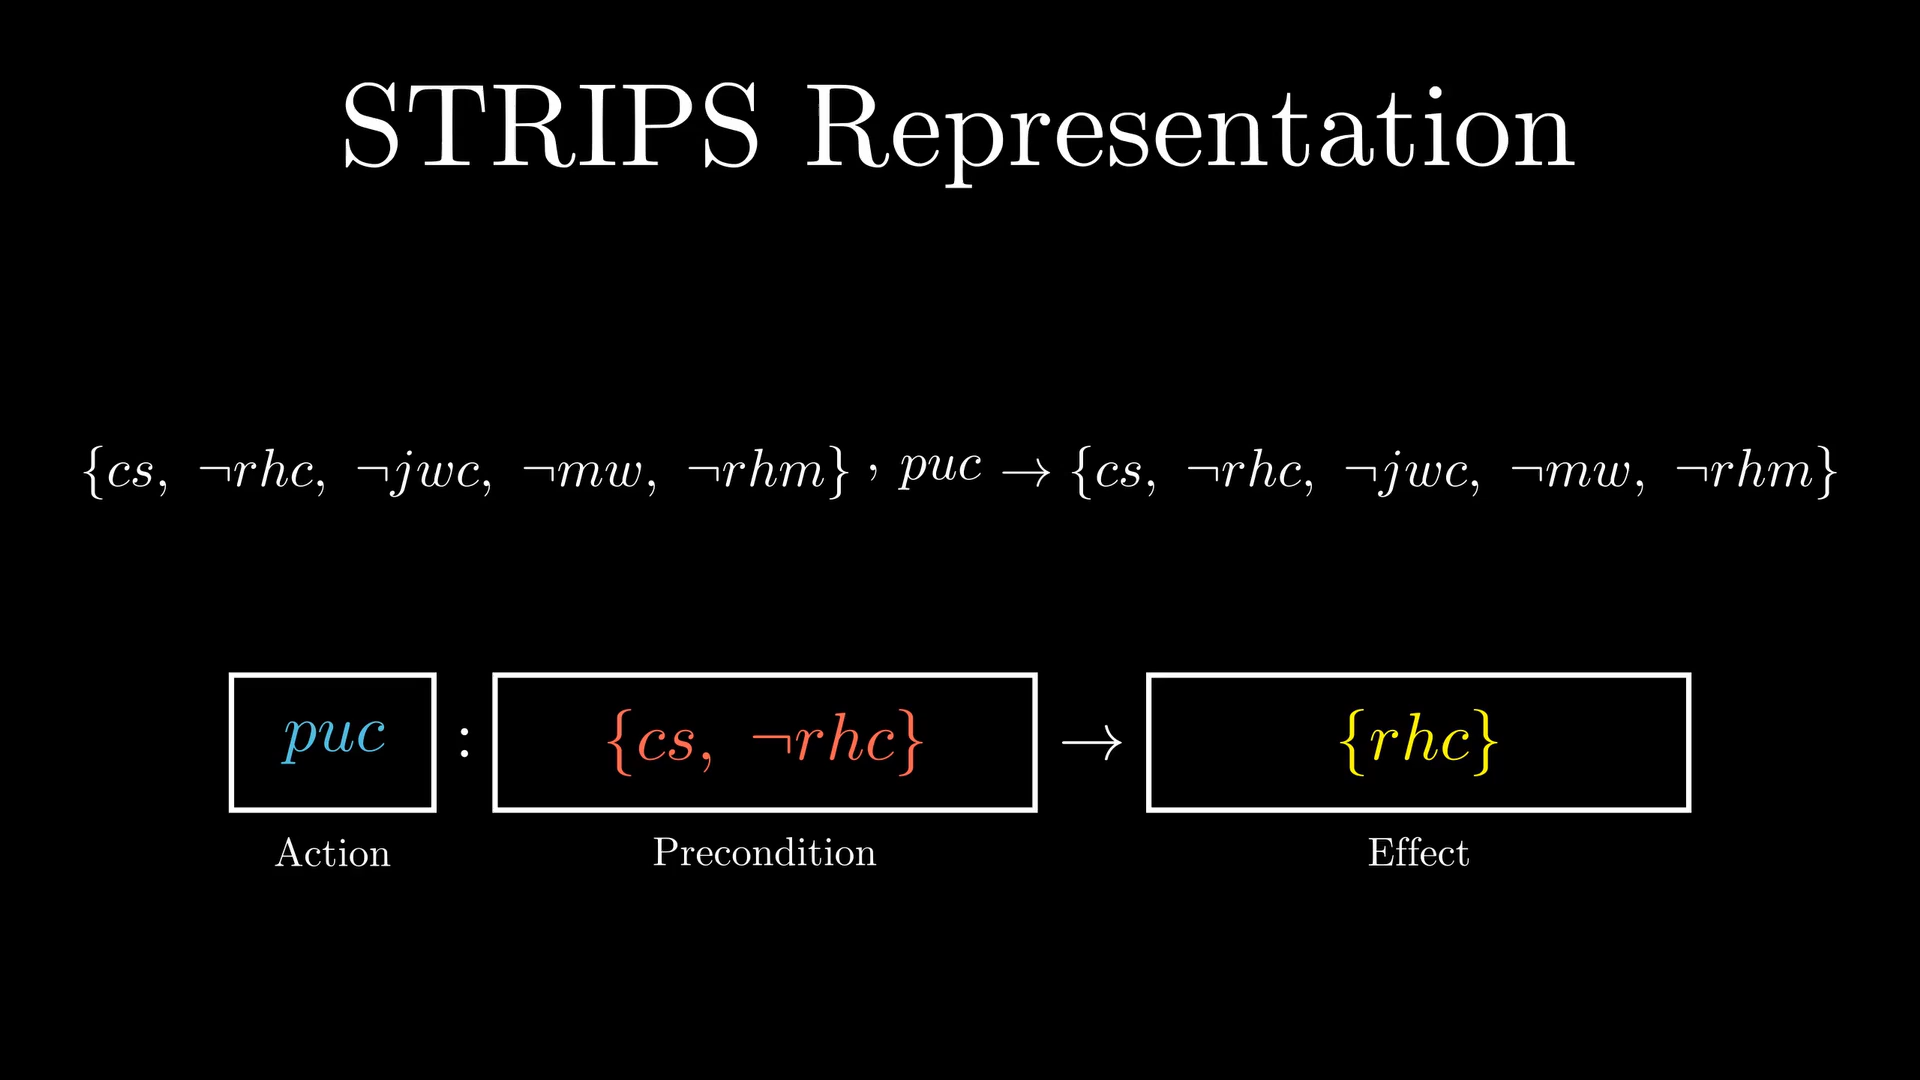 STRIPS Representation
{cs, ¬rhc, ¬jwc, ¬mw, ¬rhm} , puc → {cs, ¬rhc, ¬jwc, ¬mw, ¬rhm}
puc : {cs, ¬rhc} → {rhc}
Action Precondition Effect